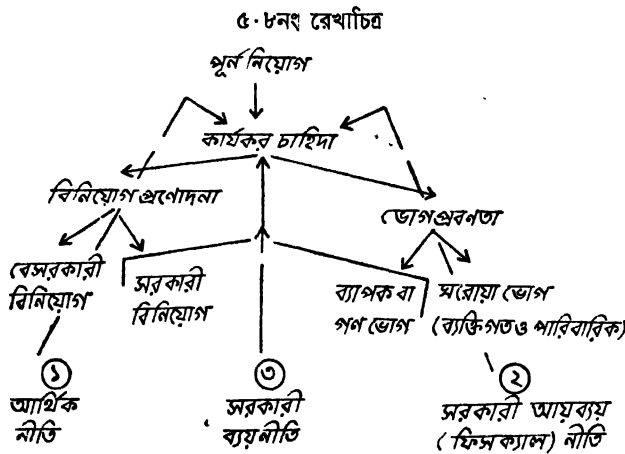 ৫·৮নং রেখাচিত্র
পূর্ন নিয়োগ
কার্যকর চাহিদা
বিনিয়োগ প্রণোদনা
ভোগপ্রবণতা
বেসরকারী
বিনিয়োগ
সরকারী
বিনিয়োগ
ব্যাপক বা
গণ ভোগ
ঘরোয়া ভোগ
(ব্যক্তিগত ও পারিবারিক)
১
আর্থিক
নীতি
৩
সরকারী
ব্যয়নীতি
২
সরকারী আয়ব্যয়
(ফিসক্যাল) নীতি